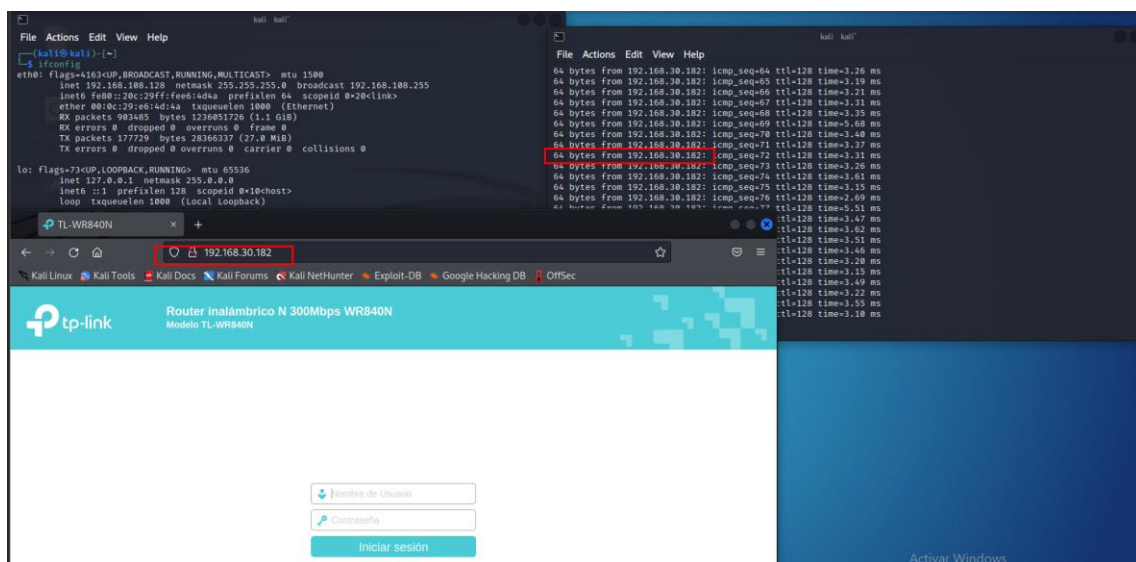 kali kali"
File Actions Edit View Help
(kali㉿kali)-[~]
$ ifconfig
eth0: flags=4163<UP,BROADCAST,RUNNING,MULTICAST> mtu 1500
inet 192.168.108.128 netmask 255.255.255.0 broadcast 192.168.108.255
inet6 fe80::20c:29ff:fee6:4d4a prefixlen 64 scopeid 0×20<link>
ether 00:0c:29:e6:4d:4a txqueuelen 1000 (Ethernet)
RX packets 903485 bytes 1236051726 (1.1 GiB)
RX errors 0 dropped 0 overruns 0 frame 0
TX packets 177729 bytes 28366337 (27.0 MiB)
TX errors 0 dropped 0 overruns 0 carrier 0 collisions 0
lo: flags=73<UP,LOOPBACK,RUNNING> mtu 65536
inet 127.0.0.1 netmask 255.0.0.0
inet6 ::1 prefixlen 128 scopeid 0×10<host>
loop txqueuelen 1000 (Local Loopback)
kali kali"
File Actions Edit View Help
64 bytes from 192.168.30.182: icmp_seq=64 ttl=128 time=3.26 ms
64 bytes from 192.168.30.182: icmp_seq=65 ttl=128 time=3.19 ms
64 bytes from 192.168.30.182: icmp_seq=66 ttl=128 time=3.21 ms
64 bytes from 192.168.30.182: icmp_seq=67 ttl=128 time=3.31 ms
64 bytes from 192.168.30.182: icmp_seq=68 ttl=128 time=3.35 ms
64 bytes from 192.168.30.182: icmp_seq=69 ttl=128 time=5.68 ms
64 bytes from 192.168.30.182: icmp_seq=70 ttl=128 time=3.40 ms
64 bytes from 192.168.30.182: icmp_seq=71 ttl=128 time=3.37 ms
64 bytes from 192.168.30.182: icmp_seq=72 ttl=128 time=3.31 ms
64 bytes from 192.168.30.182: icmp_seq=73 ttl=128 time=3.26 ms
64 bytes from 192.168.30.182: icmp_seq=74 ttl=128 time=3.61 ms
64 bytes from 192.168.30.182: icmp_seq=75 ttl=128 time=3.15 ms
64 bytes from 192.168.30.182: icmp_seq=76 ttl=128 time=2.69 ms
64 bytes from 192.168.30.182: icmp_seq=77 ttl=128 time=5.51 ms
ttl=128 time=3.47 ms
ttl=128 time=3.62 ms
ttl=128 time=3.51 ms
ttl=128 time=3.46 ms
ttl=128 time=3.20 ms
ttl=128 time=3.15 ms
ttl=128 time=3.49 ms
ttl=128 time=3.22 ms
ttl=128 time=3.55 ms
ttl=128 time=3.10 ms
TL-WR840N
192.168.30.182
Kali Linux Kali Tools Kali Docs Kali Forums Kali NetHunter Exploit-DB Google Hacking DB OffSec
tp-link
Router inalámbrico N 300Mbps WR840N
Modelo TL-WR840N
Nombre de Usuario
Contraseña
Iniciar sesión
Activar Windows